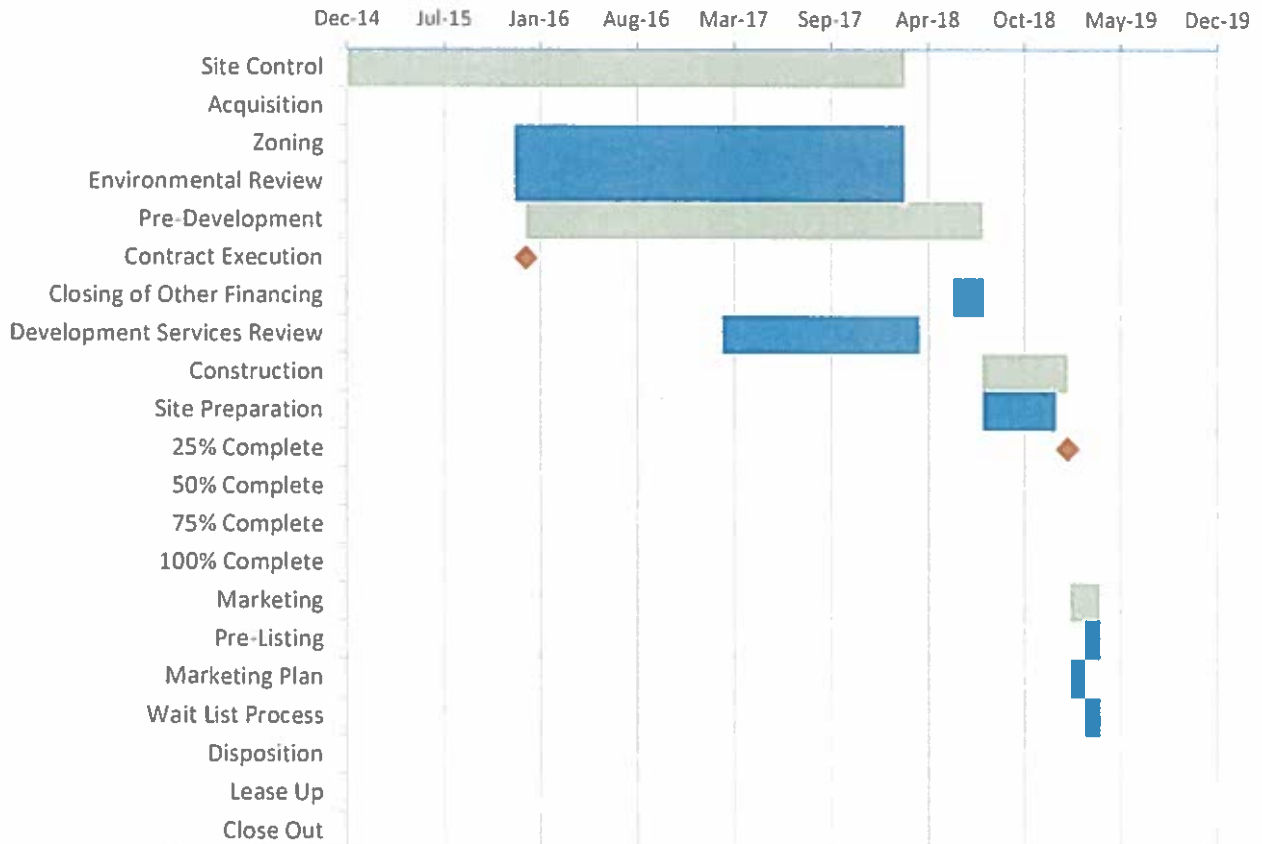 Dec-14 Jul-15 Jan-16 Aug-16 Mar-17 Sep-17 Apr-18 Oct-18 May-19 Dec-19
Site Control
Acquisition
Zoning
Environmental Review
Pre-Development
Contract Execution
Closing of Other Financing
Development Services Review
Construction
Site Preparation
25% Complete
50% Complete
75% Complete
100% Complete
Marketing
Pre-Listing
Marketing Plan
Wait List Process
Disposition
Lease Up
Close Out